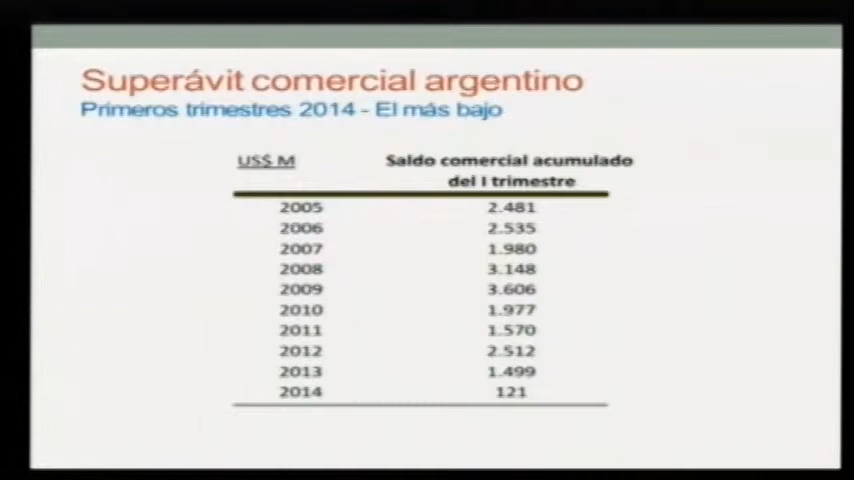 Superávit comercial argentino
Primeros trimestres 2014 - El más bajo
US$ M Saldo comercial acumulado
del I trimestre
2005 2.481
2006 2.535
2007 1.980
2008 3.148
2009 3.606
2010 1.977
2011 1.570
2012 2.512
2013 1.499
2014 121